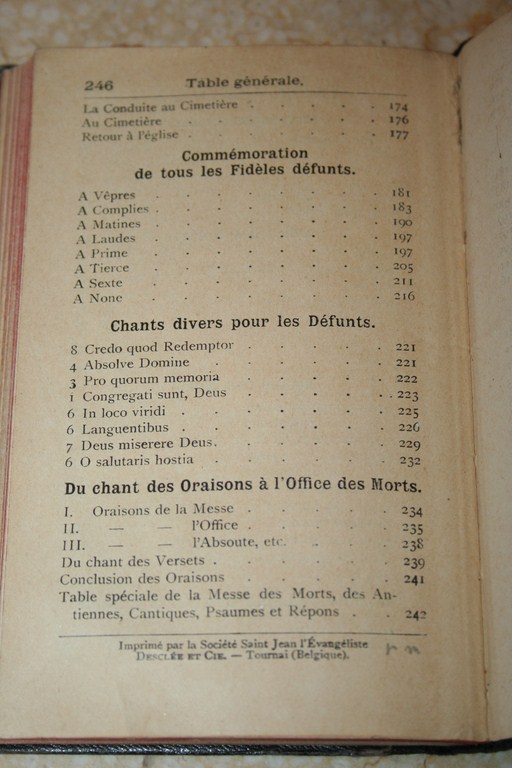 246 Table générale.
La Conduite au Cimetière . . . . . 174
Au Cimetière . . . . . . 176
Retour à l'église . . . . . . 177
Commémoration
de tous les Fidèles défunts.
A Vêpres . . . . . . . 181
A Complies . . . . . . . 183
A Matines . . . . . . . 190
A Laudes . . . . . . . 197
A Prime . . . . . . . 197
A Tierce . . . . . . . 205
A Sexte . . . . . . . 211
A None . . . . . . . 216
Chants divers pour les Défunts.
8 Credo quod Redemptor . . . . . 221
4 Absolve Domine . . . . . . 221
3 Pro quorum memoria . . . . . 222
1 Congregati sunt, Deus . . . . . . 223
6 In loco viridi . . . . . . . 225
6 Languentibus . . . . . . . 226
7 Deus miserere Deus. . . . . . 229
6 O salutaris hostia . . . . . . 232
Du chant des Oraisons à l'Office des Morts.
I. Oraisons de la Messe . . . . . 234
II. — — l'Office . . . . . 235
III. — — l'Absoute, etc. . . . 238
Du chant des Versets . . . . . . 239
Conclusion des Oraisons . . . . . 241
Table spéciale de la Messe des Morts, des An-
tiennes, Cantiques, Psaumes et Répons . . 242
Imprimé par la Société Saint Jean l'Évangéliste
DESCLÉE ET CIE. — Tournai (Belgique).